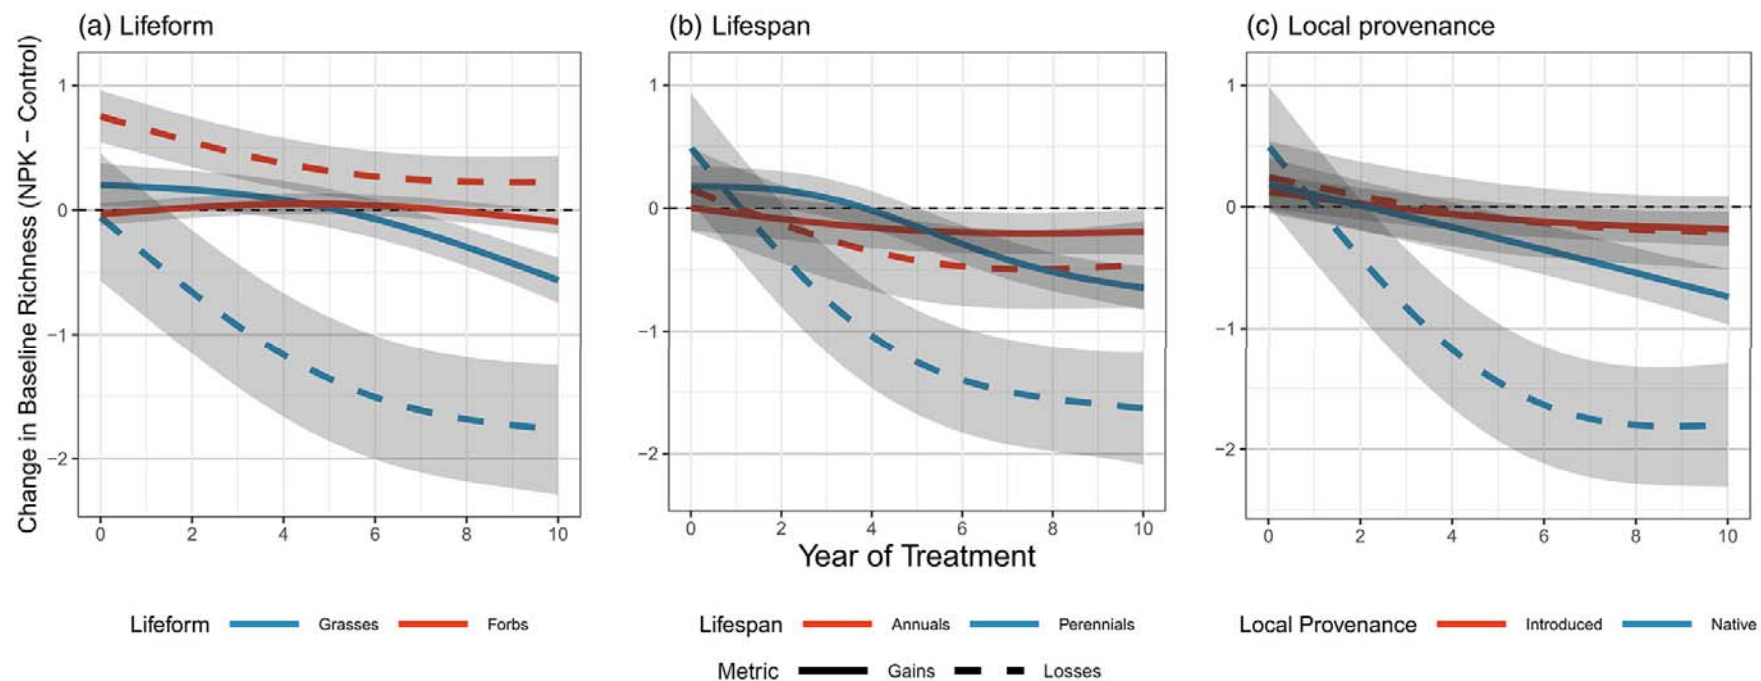 (a) Lifeform
(b) Lifespan
(c) Local provenance
Change in Baseline Richness (NPK − Control)
1
0
−1
−2
0 2 4 6 8 10
1
0
−1
−2
0 2 4 6 8 10
1
0
−1
−2
0 2 4 6 8 10
Year of Treatment
Lifeform Grasses Forbs
Lifespan Annuals Perennials
Local Provenance Introduced Native
Metric Gains Losses